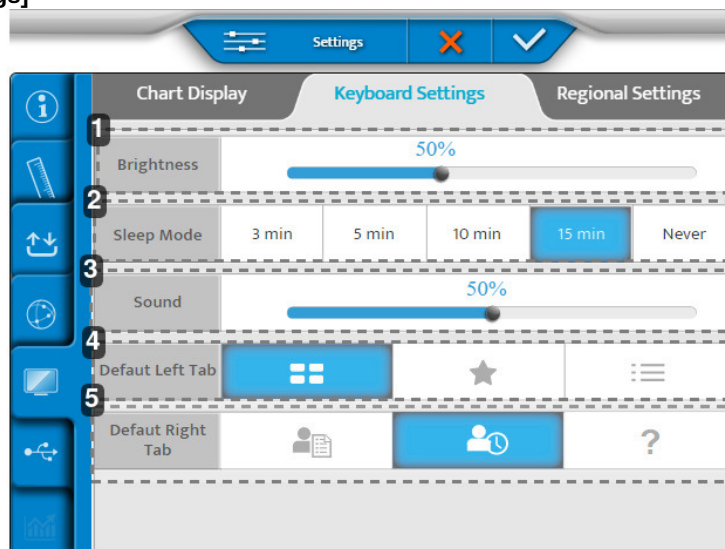 ge]
Settings
Chart Display
Keyboard Settings
Regional Settings
1
Brightness
50%
2
Sleep Mode
3 min
5 min
10 min
15 min
Never
3
Sound
50%
4
Defaut Left Tab
5
Defaut Right
Tab
?